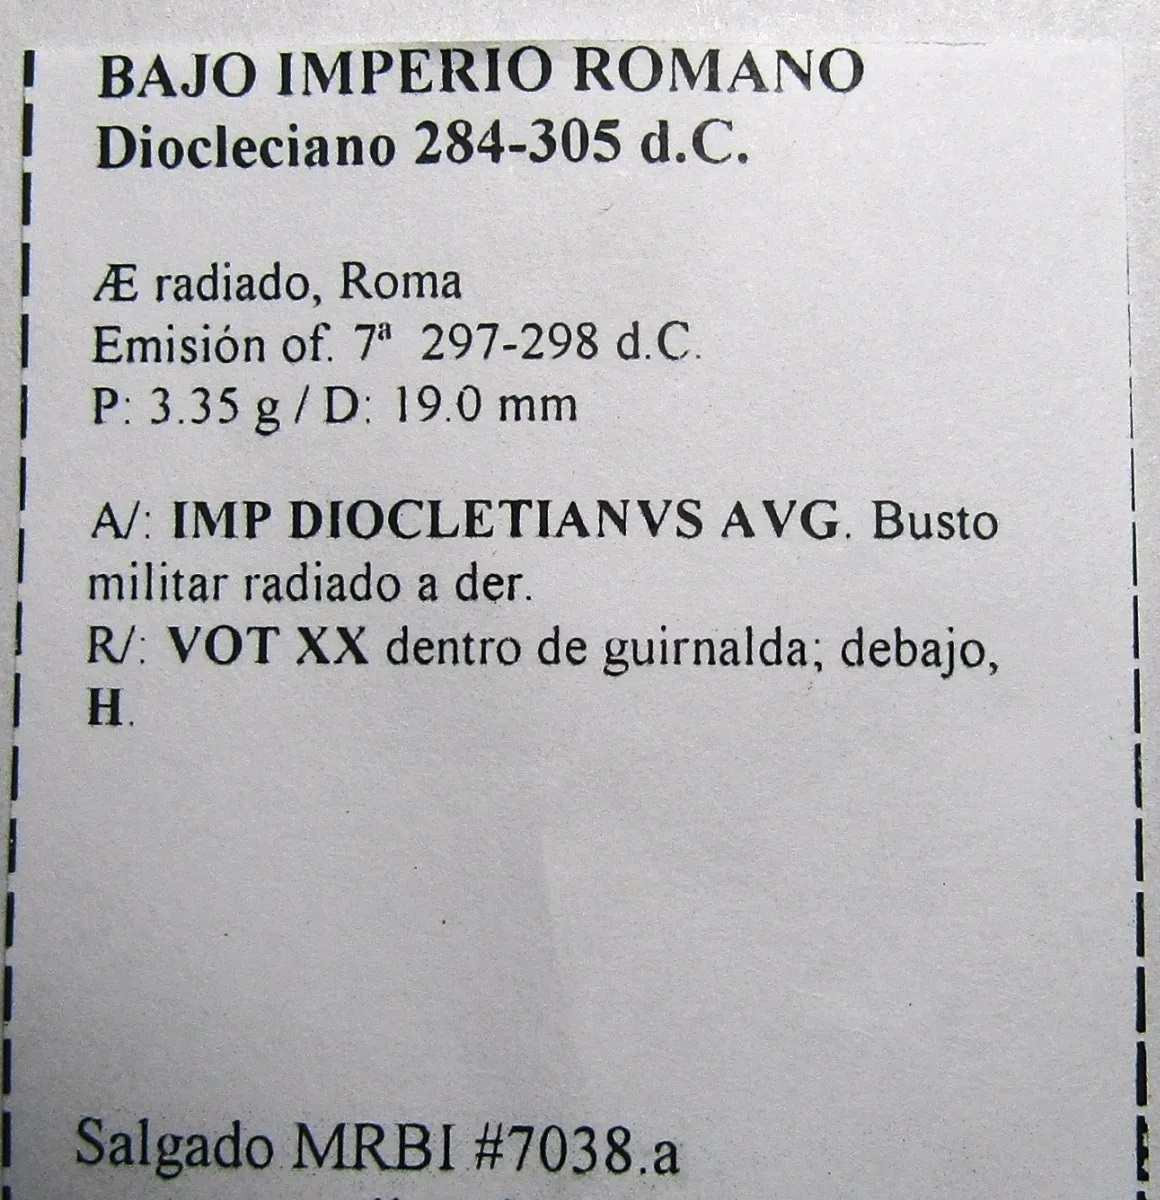 BAJO IMPERIO ROMANO
Diocleciano 284-305 d.C.
Æ radiado, Roma
Emisión of. 7ª 297-298 d.C.
P: 3.35 g / D: 19.0 mm
A/: IMP DIOCLETIANVS AVG. Busto
militar radiado a der.
R/: VOT XX dentro de guirnalda; debajo,
H.
Salgado MRBI #7038.a